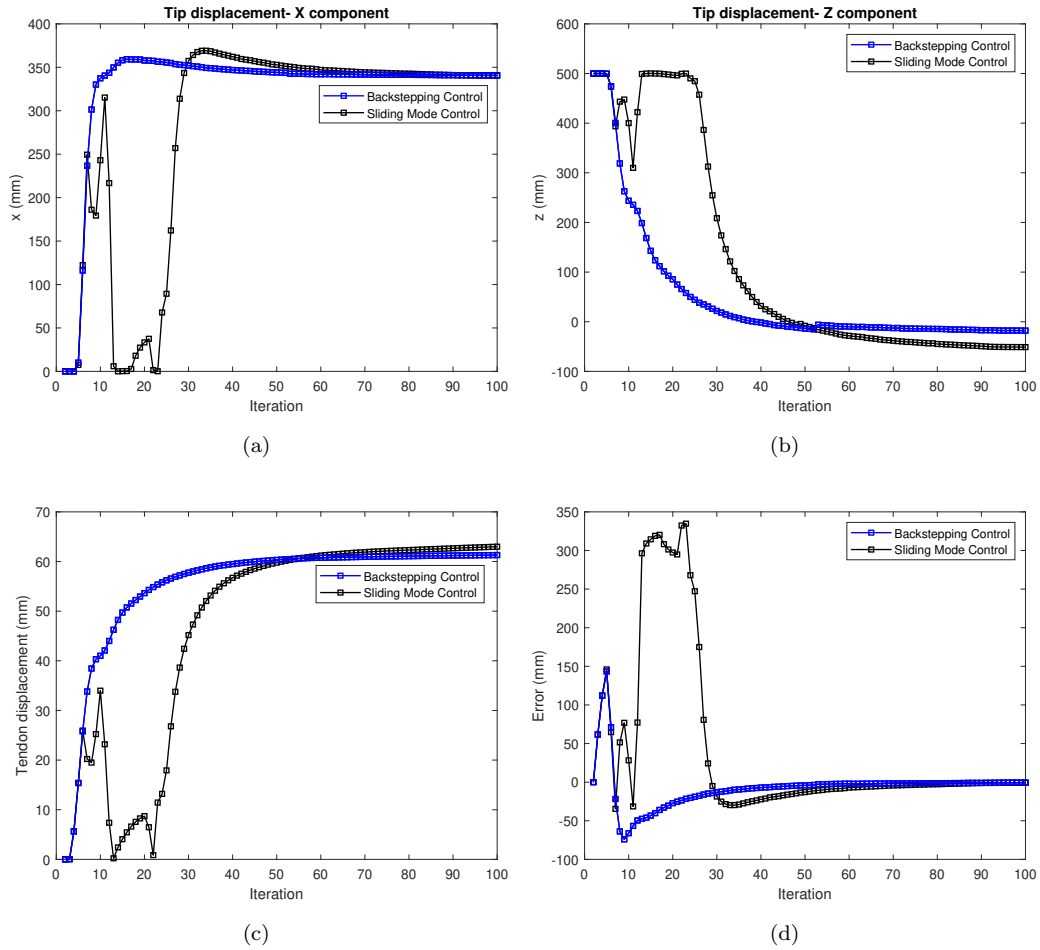 Tip displacement- X component
400
350
300
250
200
150
100
50
0
x (mm)
Backstepping Control
Sliding Mode Control
0 10 20 30 40 50 60 70 80 90 100
Iteration
(a)
Tip displacement- Z component
600
500
400
300
200
100
0
-100
z (mm)
Backstepping Control
Sliding Mode Control
0 10 20 30 40 50 60 70 80 90 100
Iteration
(b)
70
60
50
40
30
20
10
0
Tendon displacement (mm)
Backstepping Control
Sliding Mode Control
0 10 20 30 40 50 60 70 80 90 100
Iteration
(c)
350
300
250
200
150
100
50
0
-50
-100
Error (mm)
Backstepping Control
Sliding Mode Control
0 10 20 30 40 50 60 70 80 90 100
Iteration
(d)